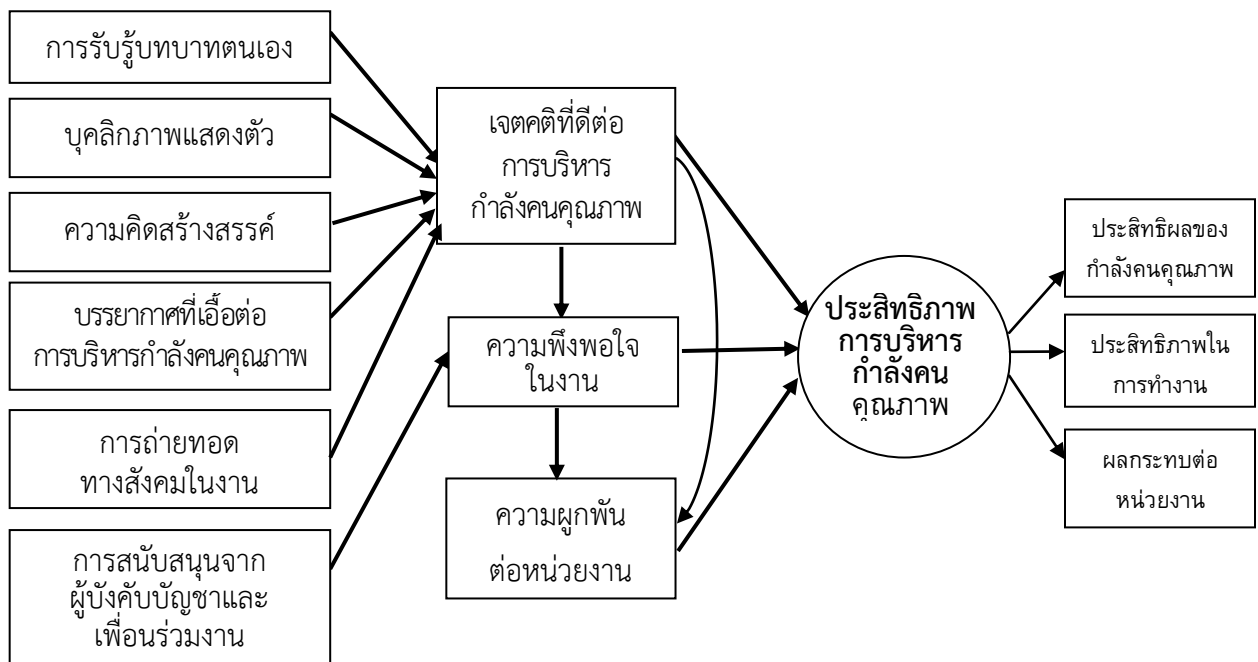 การรับรู้บทบาทตนเอง
บุคลิกภาพแสดงตัว
ความคิดสร้างสรรค์
บรรยากาศที่เอื้อต่อ
การบริหารกำลังคนคุณภาพ
การถ่ายทอด
ทางสังคมในงาน
การสนับสนุนจาก
ผู้บังคับบัญชาและ
เพื่อนร่วมงาน
เจตคติที่ดีต่อ
การบริหาร
กำลังคนคุณภาพ
ความพึงพอใจ
ในงาน
ความผูกพัน
ต่อหน่วยงาน
ประสิทธิภาพ
การบริหาร
กำลังคน
คุณภาพ
ประสิทธิผลของ
กำลังคนคุณภาพ
ประสิทธิภาพใน
การทำงาน
ผลกระทบต่อ
หน่วยงาน